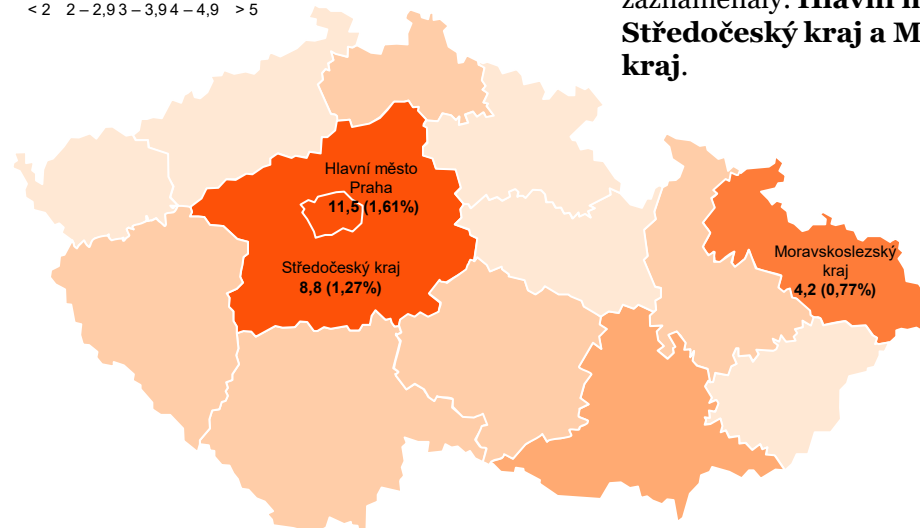 < 2 2 – 2,9 3 – 3,9 4 – 4,9 > 5
zaznamenaly: Hlavní
Středočeský kraj a
kraj.
Hlavní město
Praha
11,5 (1,61%)
Středočeský kraj
8,8 (1,27%)
Moravskoslezský
kraj
4,2 (0,77%)